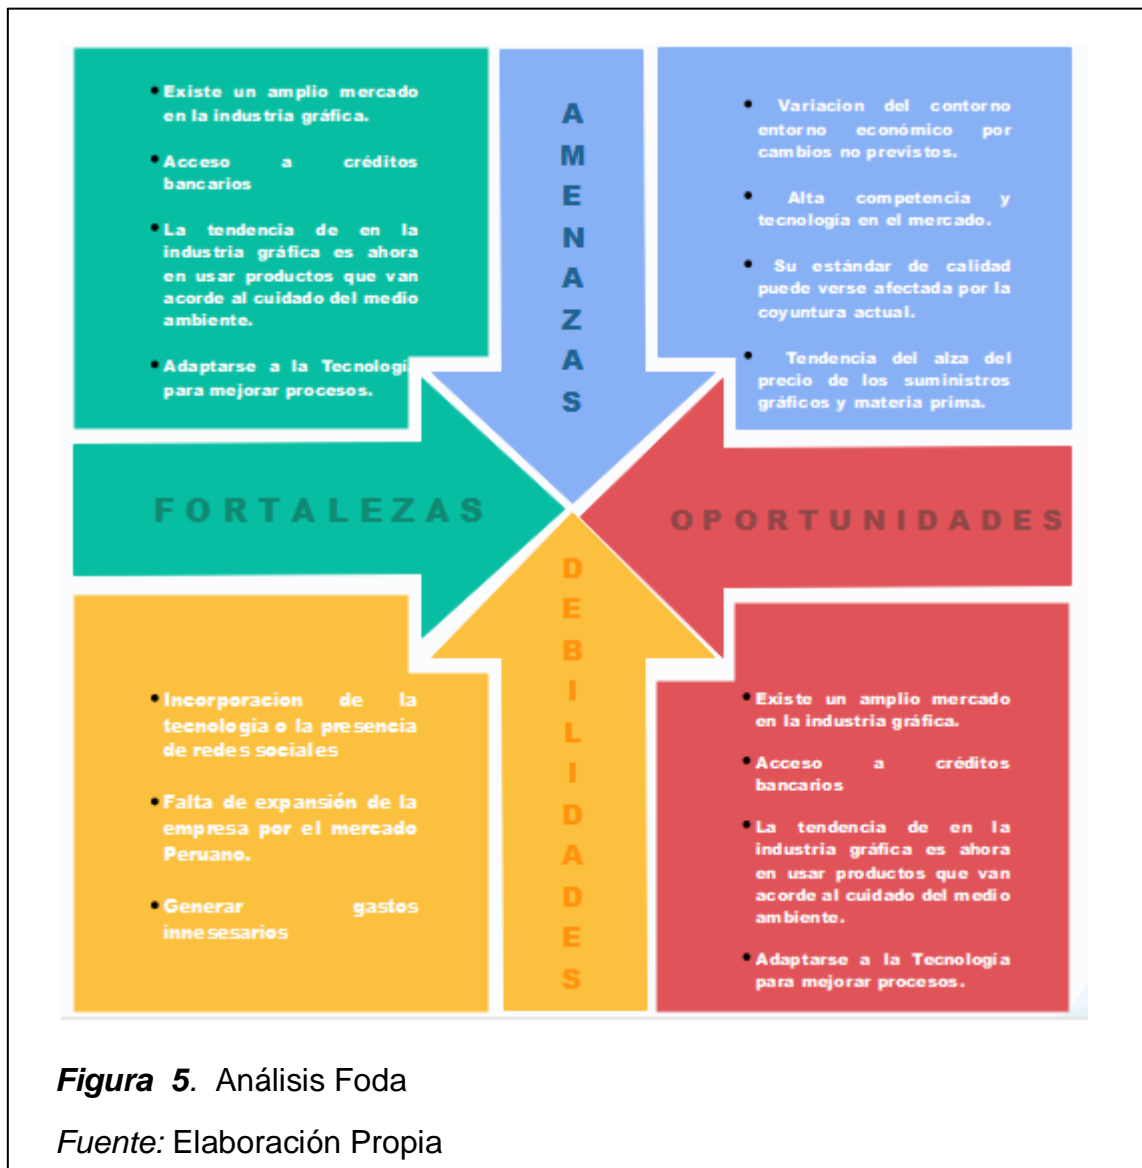 Existe un amplio mercado
en la industria gráfica.
Acceso a créditos
bancarios
La tendencia de en la
industria gráfica es ahora
en usar productos que van
acorde al cuidado del medio
ambiente.
Adaptarse a la Tecnologia
para mejorar procesos.
AMENAZAS
Variacion del contorno
entorno económico por
cambios no previstos.
Alta competencia y
tecnología en el mercado.
Su estándar de calidad
puede verse afectada por la
coyuntura actual.
Tendencia del alza del
precio de los suministros
gráficos y materia prima.
FORTALEZAS
OPORTUNIDADES
Incorporacion de la
tecnologia o la presencia
de redes sociales
Falta de expansión de la
empresa por el mercado
Peruano.
Generar gastos
innesesarios
DEBILIDADES
Existe un amplio mercado
en la industria gráfica.
Acceso a créditos
bancarios
La tendencia de en la
industria gráfica es ahora
en usar productos que van
acorde al cuidado del medio
ambiente.
Adaptarse a la Tecnología
para mejorar procesos.
Figura 5. Análisis Foda
Fuente: Elaboración Propia